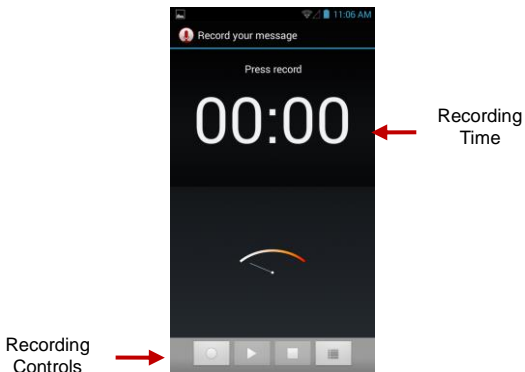 11:06 AM
Record your message
Press record
00:00
Recording
Time
Recording
Controls